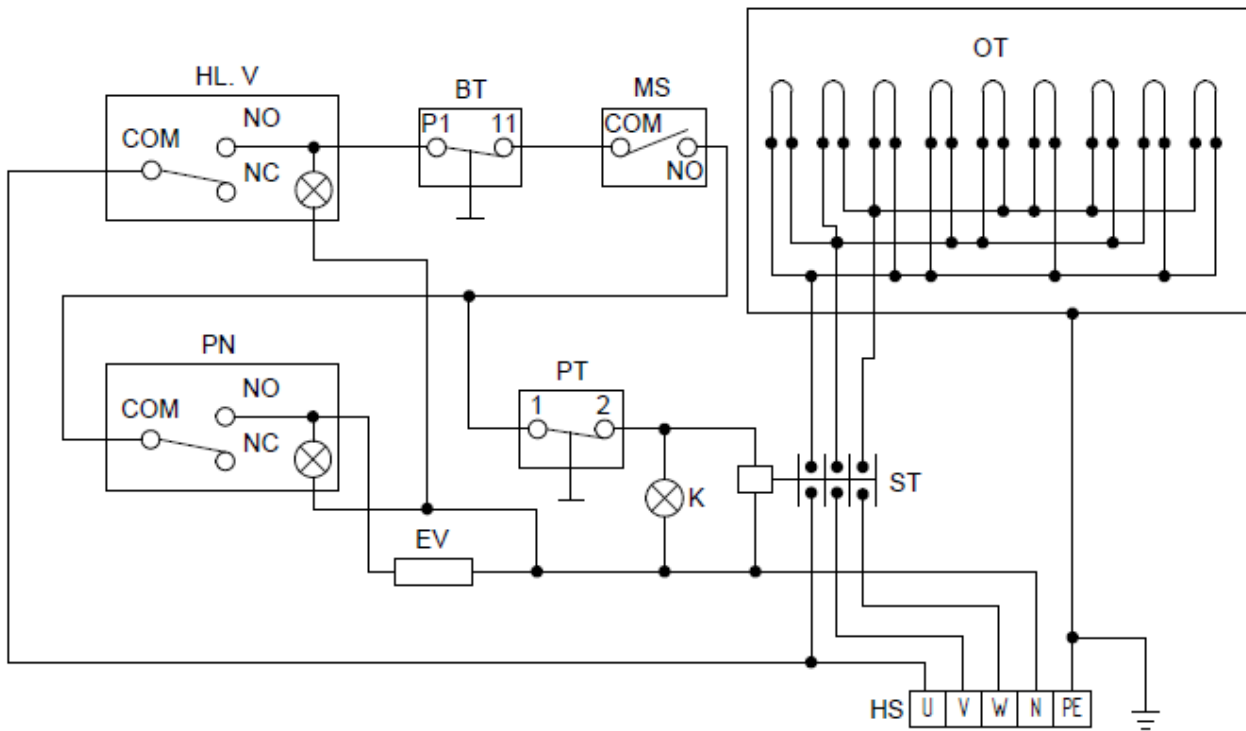 OT
HL. V
BT
MS
NO
P1 11
COM
COM
NC
NO
PN
PT
NO
1 2
COM
NC
ST
K
EV
HS U V W N PE